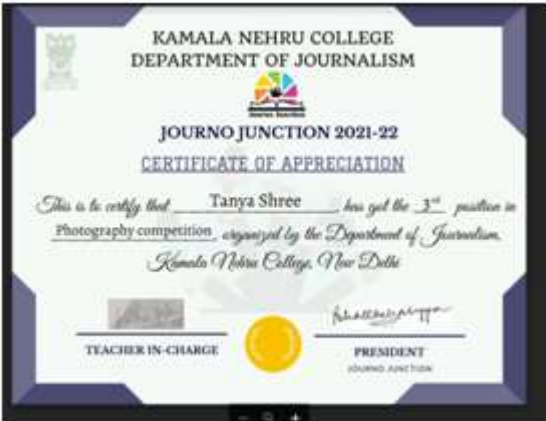 KAMALA NEHRU COLLEGE
DEPARTMENT OF JOURNALISM
Journo Junction
JOURNO JUNCTION 2021-22
CERTIFICATE OF APPRECIATION
This is to certify that Tanya Shree has got the 3rd position in
Photography competition organized by the Department of Journalism,
Kamala Nehru College, New Delhi
TEACHER IN-CHARGE
PRESIDENT
JOURNO JUNCTION